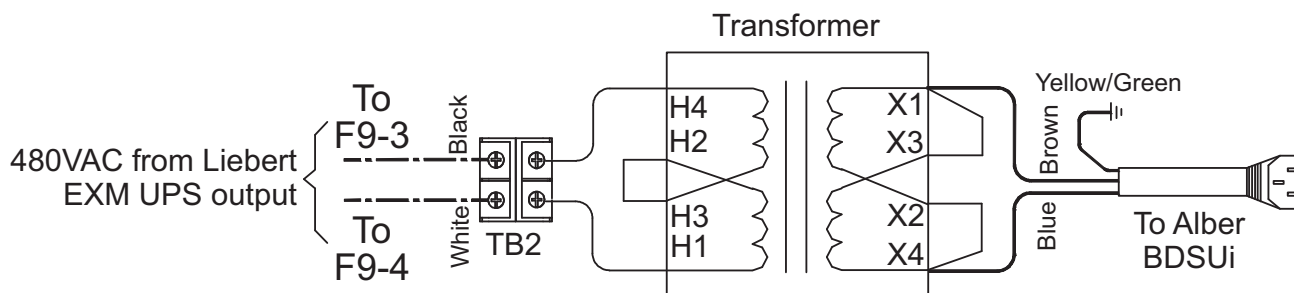 Transformer
480VAC from Liebert
EXM UPS output
To
F9-3
To
F9-4
Black
White
TB2
H4
H2
H3
H1
X1
X3
X2
X4
Yellow/Green
Brown
Blue
To Alber
BDSUi